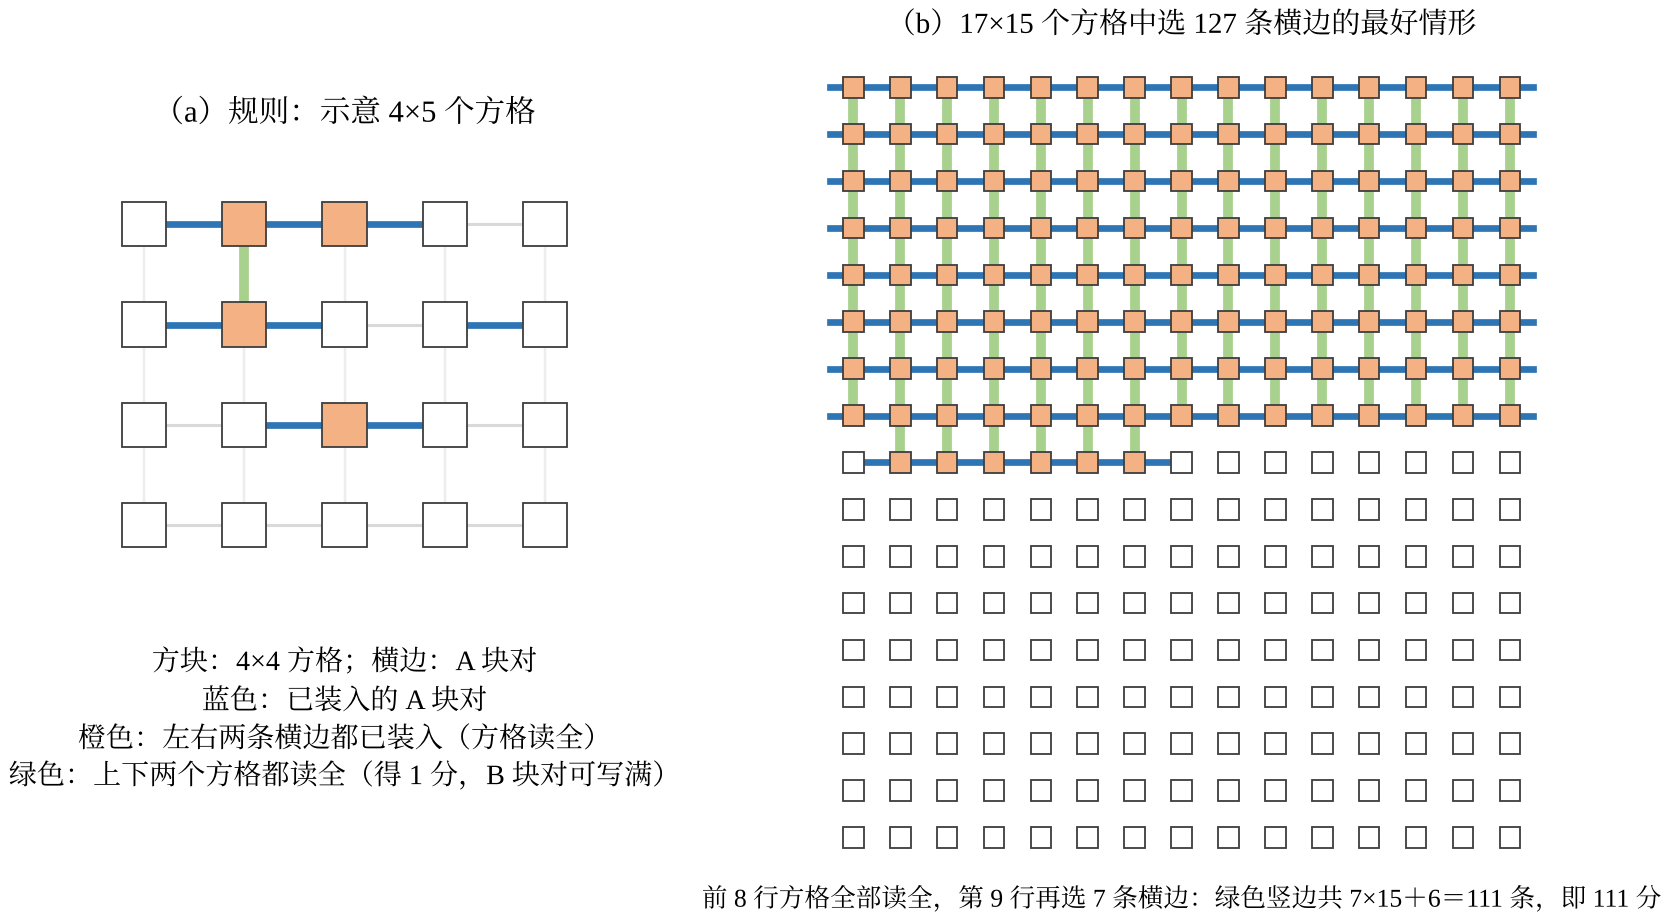 （a）规则：示意 4×5 个方格
方块：4×4 方格；横边：A 块对
蓝色：已装入的 A 块对
橙色：左右两条横边都已装入（方格读全）
绿色：上下两个方格都读全（得 1 分，B 块对可写满）
（b）17×15 个方格中选 127 条横边的最好情形
前 8 行方格全部读全，第 9 行再选 7 条横边：绿色竖边共 7×15＋6＝111 条，即 111 分